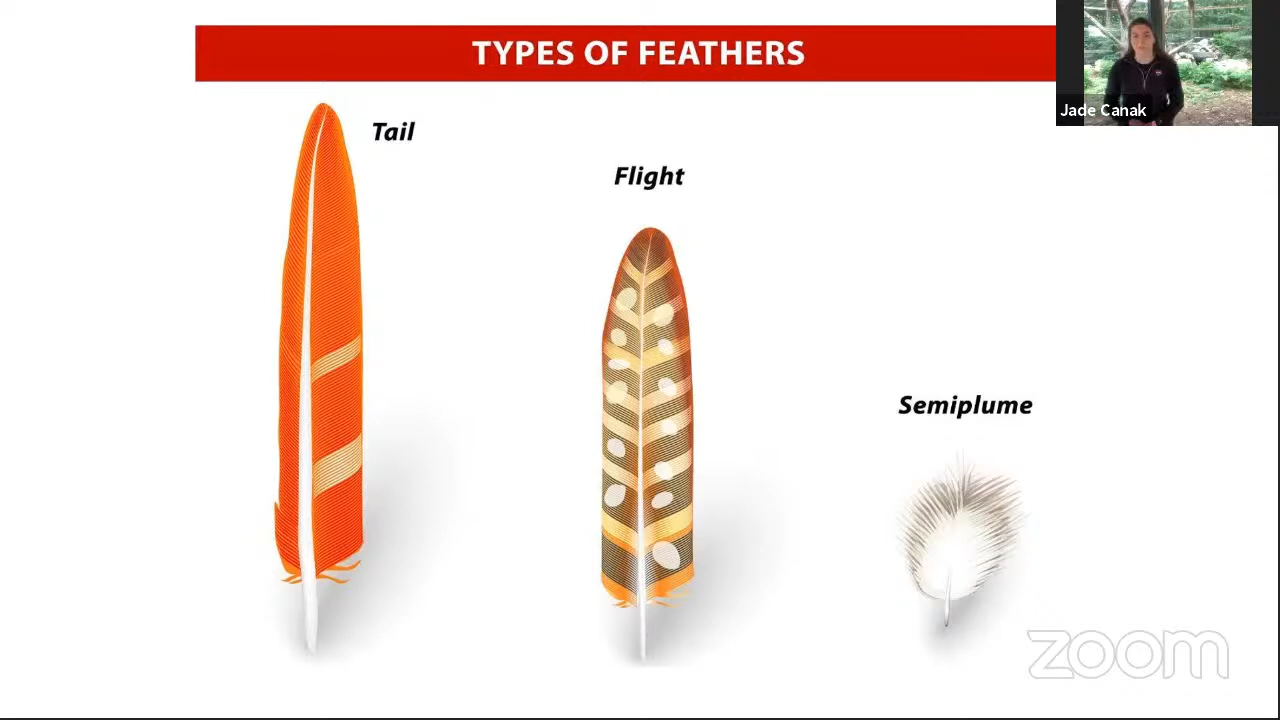 TYPES OF FEATHERS
Jade Canak
Tail
Flight
Semiplume
zoom